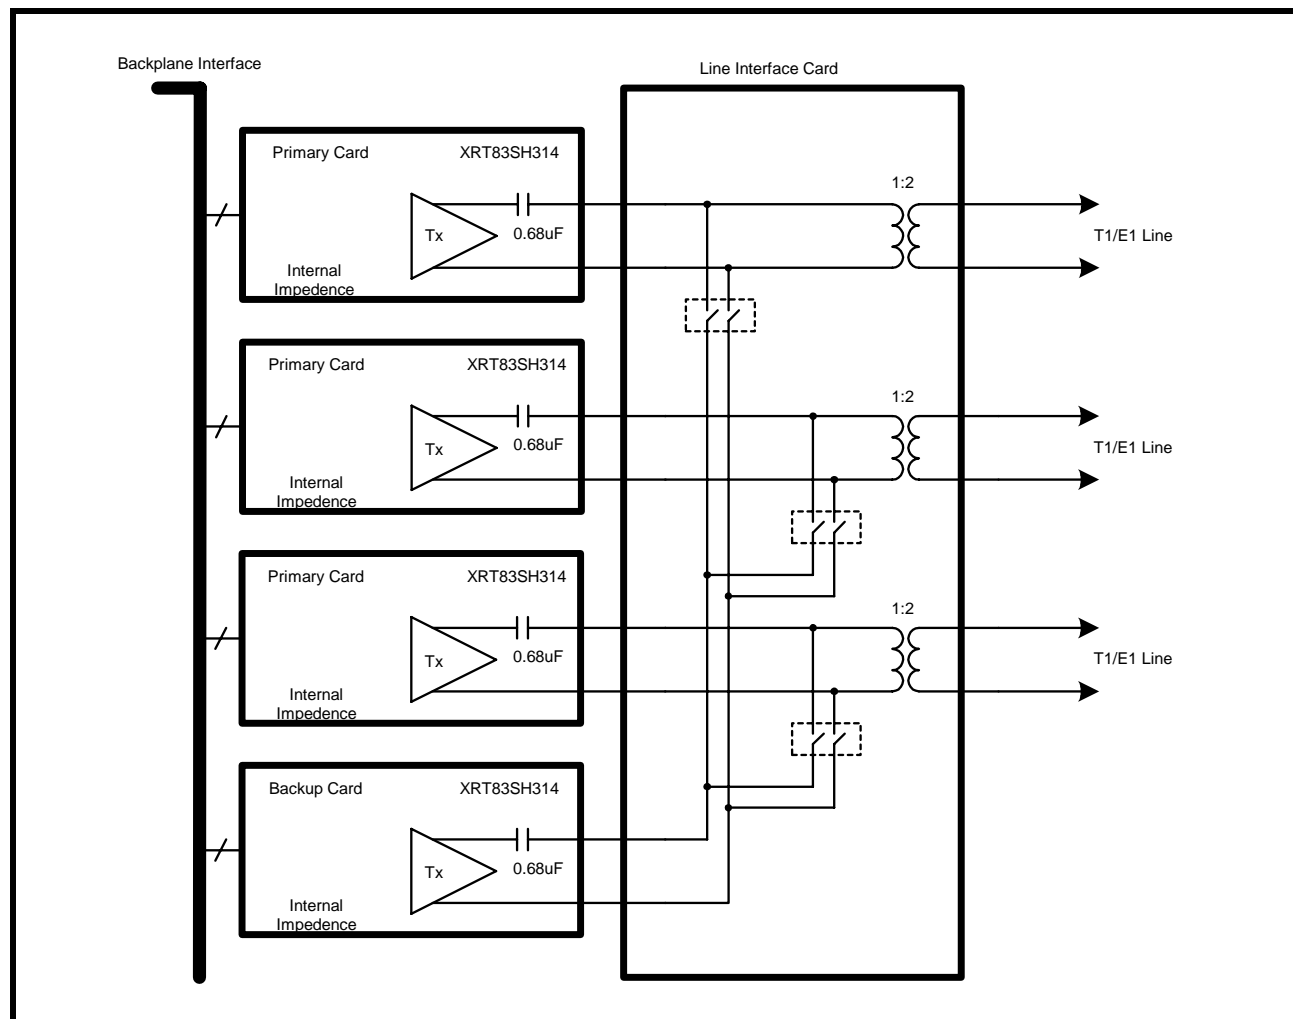 Backplane Interface
Line Interface Card
Primary Card
XRT83SH314
1:2
Tx
0.68uF
T1/E1 Line
Internal
Impedence
Primary Card
XRT83SH314
1:2
Tx
0.68uF
T1/E1 Line
Internal
Impedence
Primary Card
XRT83SH314
1:2
Tx
0.68uF
T1/E1 Line
Internal
Impedence
Backup Card
XRT83SH314
Tx
0.68uF
Internal
Impedence